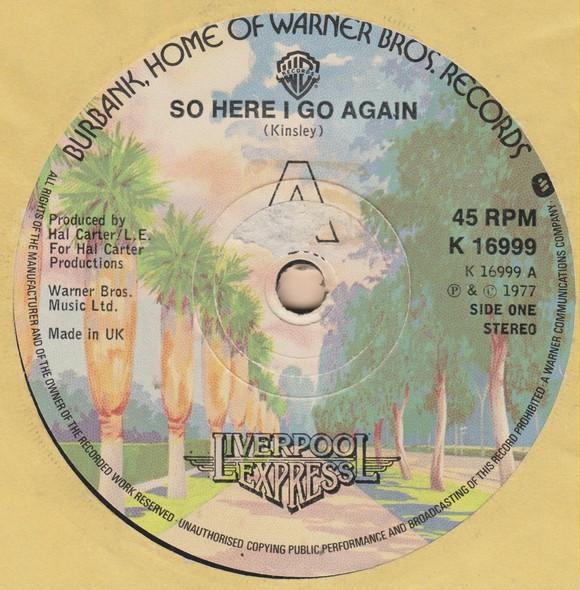 BURBANK, HOME OF WARNER BROS. RECORDS
RECORDS
SO HERE I GO AGAIN
(Kinsley)
A
Produced by
Hal Carter/L.E.
For Hal Carter
Productions
Warner Bros.
Music Ltd.
Made in UK
45 RPM
K 16999
K 16999 A
Ⓟ & © 1977
SIDE ONE
STEREO
LIVERPOOL
EXPRESS
ALL RIGHTS OF THE MANUFACTURER AND OF THE OWNER OF THE RECORDED WORK RESERVED · UNAUTHORISED COPYING PUBLIC PERFORMANCE AND BROADCASTING OF THIS RECORD PROHIBITED · A WARNER COMMUNICATIONS COMPANY